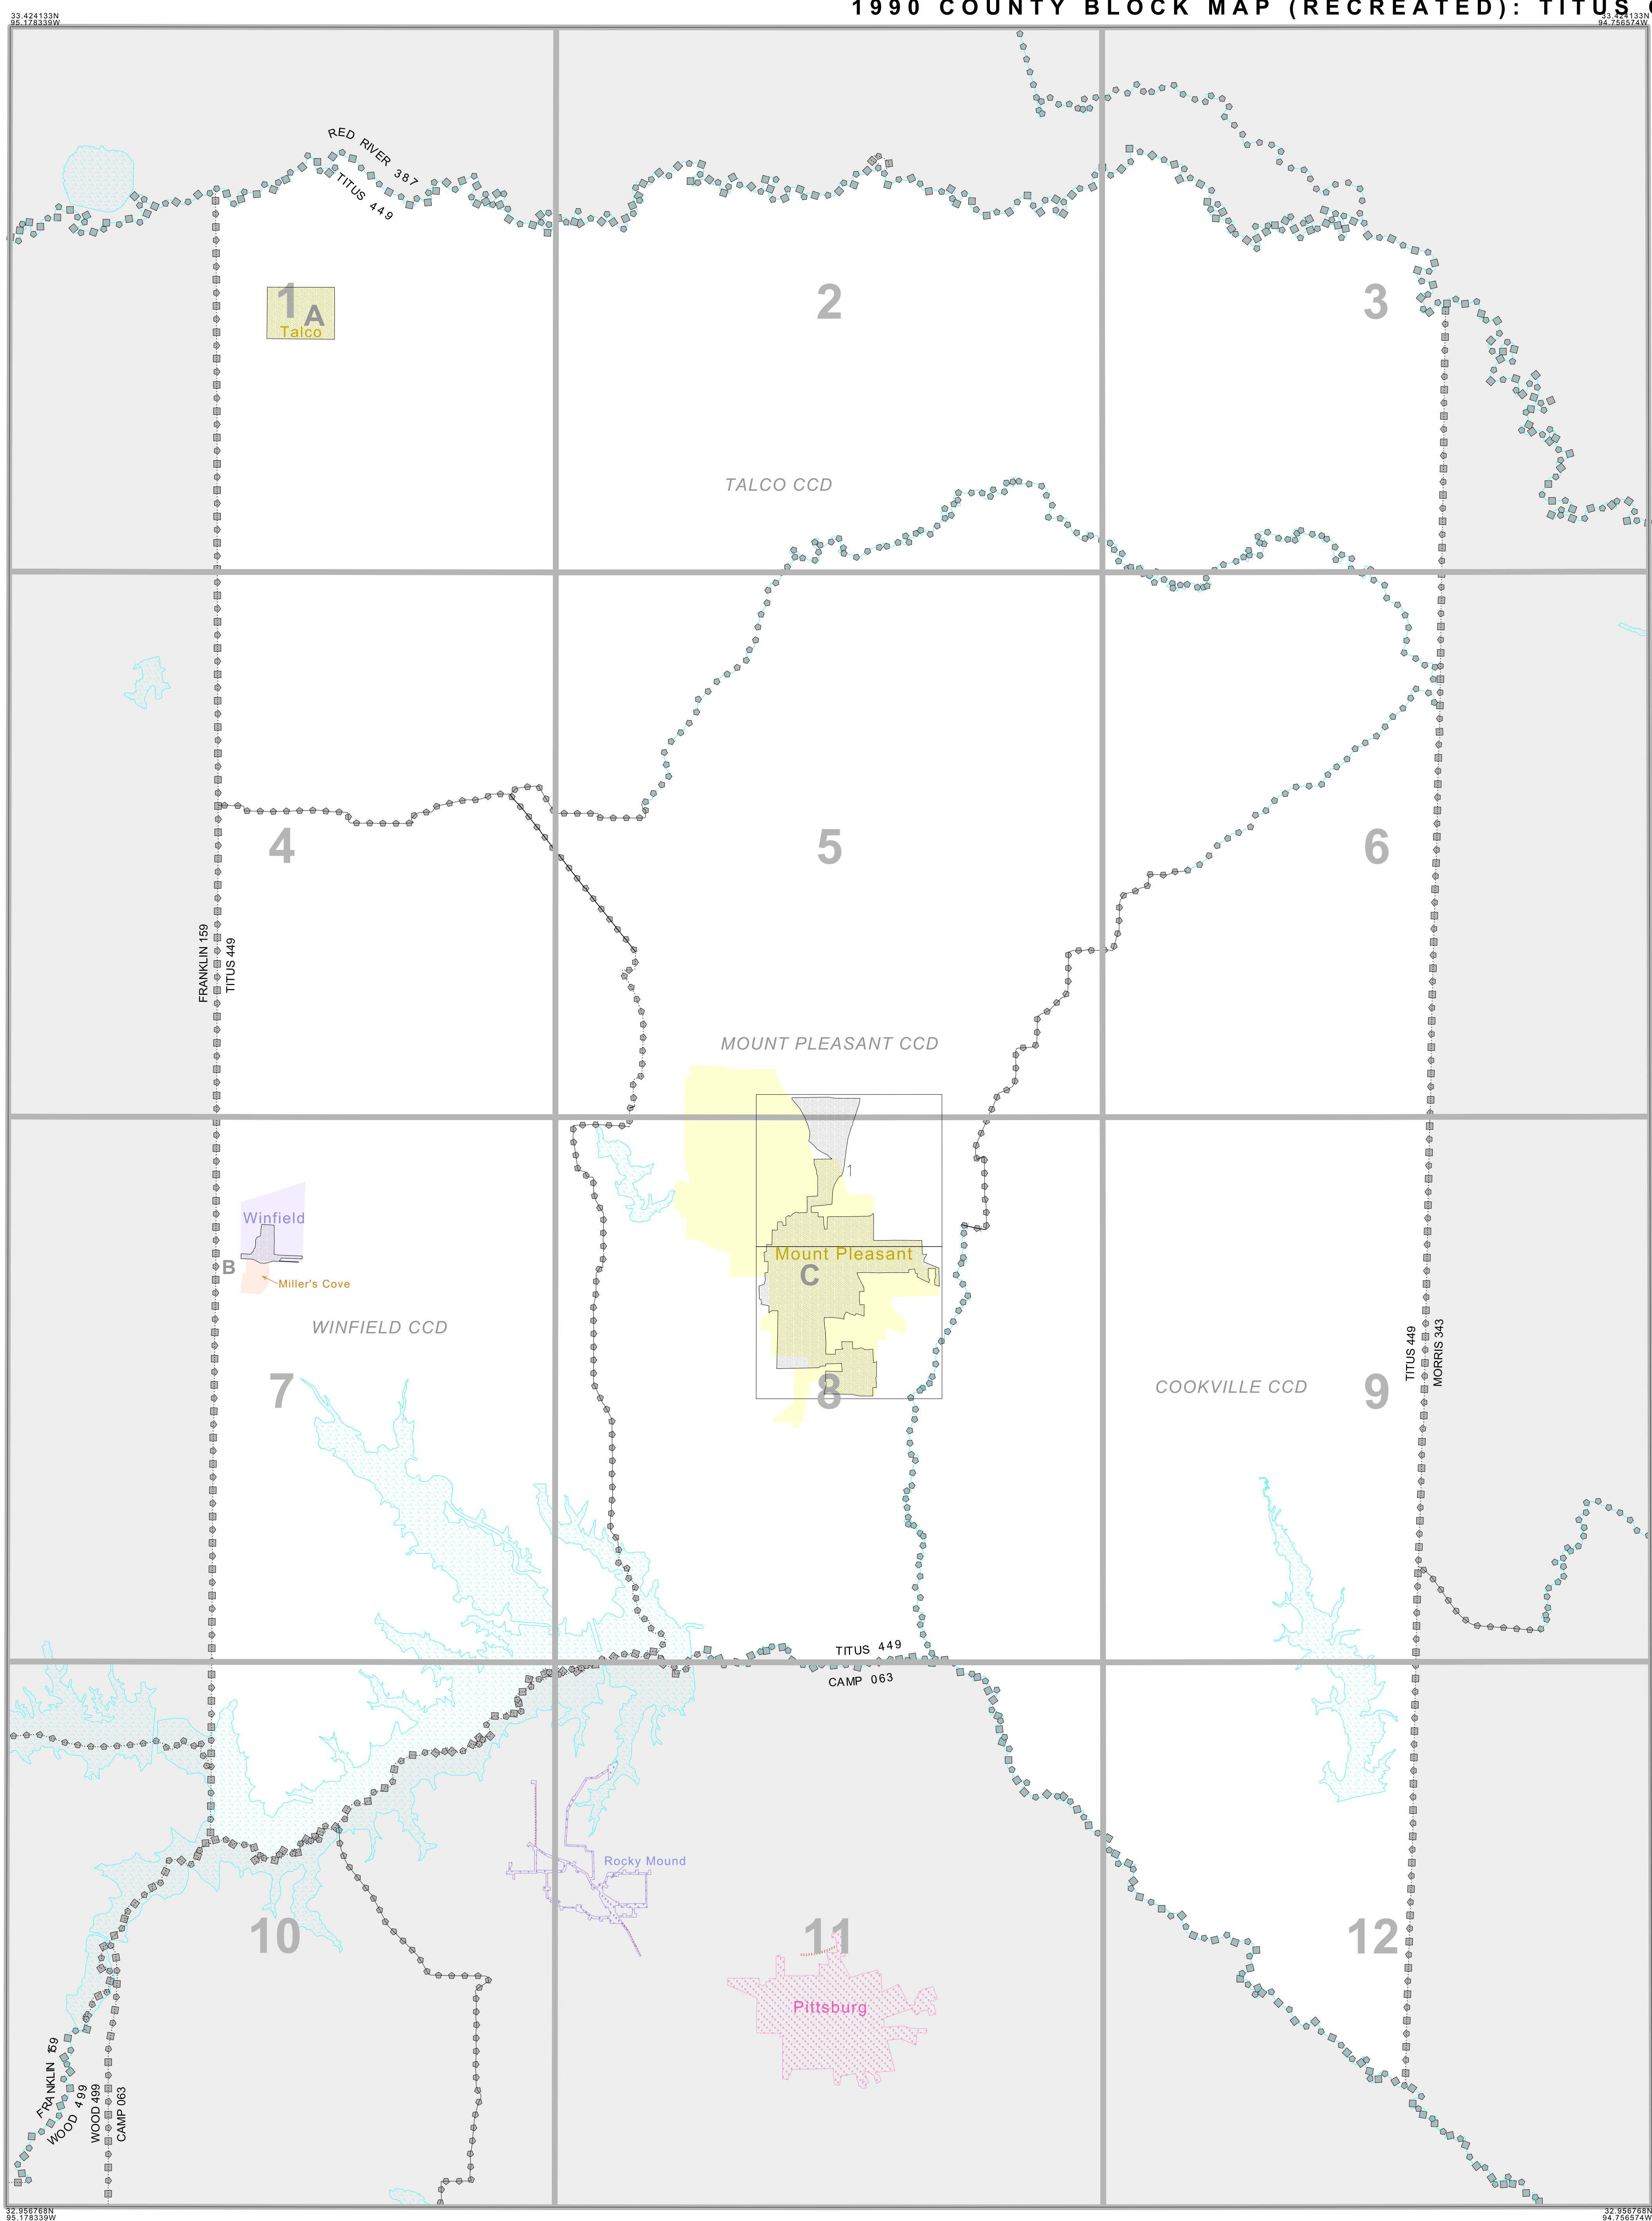 1990 COUNTY BLOCK MAP (RECREATED): TITUS
33.424133N
95.178339W
33.424133N
94.756574W
RED RIVER 387
TITUS 449
1
A
Talco
2
3
TALCO CCD
4
5
6
FRANKLIN 159
TITUS 449
MOUNT PLEASANT CCD
1
Winfield
B
Miller's Cove
Mount Pleasant
C
WINFIELD CCD
7
8
COOKVILLE CCD
9
TITUS 449
MORRIS 343
TITUS 449
CAMP 063
Rocky Mound
10
11
12
Pittsburg
FRANKLIN 159
WOOD 499
WOOD 499
CAMP 063
32.956768N
95.178339W
32.956768N
94.756574W